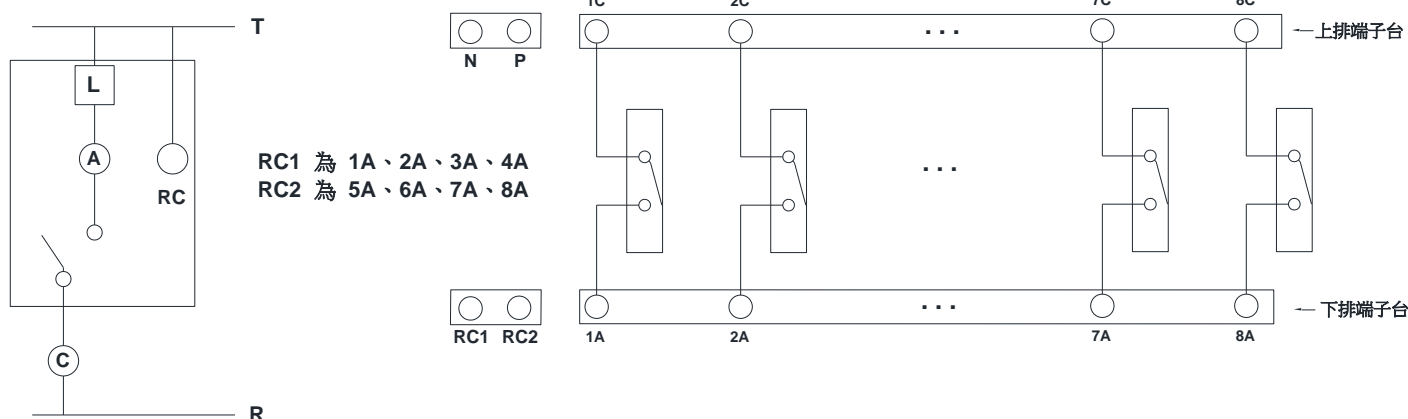 1C 2C 7C 8C
T
N P
... 
上排端子台
L
A
RC
RC1 為 1A、2A、3A、4A
RC2 為 5A、6A、7A、8A
...
...
下排端子台
RC1 RC2 1A 2A 7A 8A
C
R